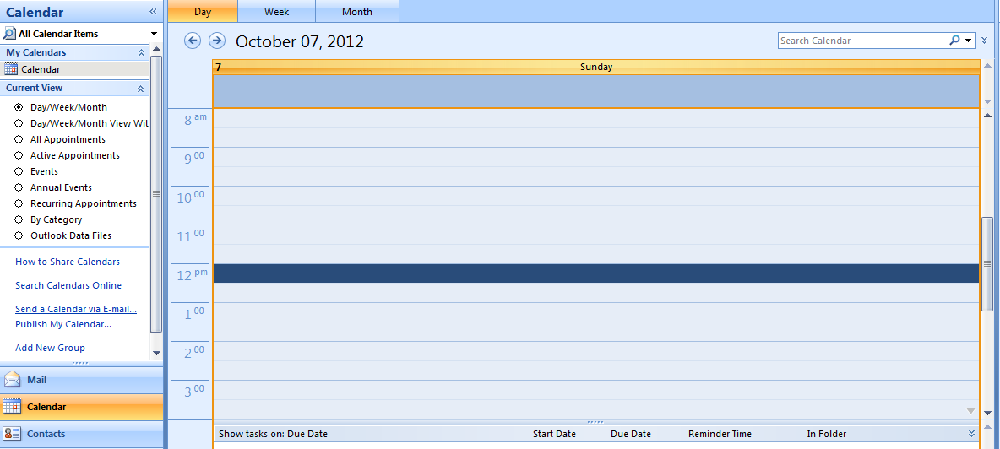 Calendar
All Calendar Items
My Calendars
Calendar
Current View
Day/Week/Month
Day/Week/Month View Wit
All Appointments
Active Appointments
Events
Annual Events
Recurring Appointments
By Category
Outlook Data Files
How to Share Calendars
Search Calendars Online
Send a Calendar via E-mail...
Publish My Calendar...
Add New Group
Mail
Calendar
Contacts
Day Week Month
October 07, 2012
Search Calendar
7 Sunday
8 am
9 00
10 00
11 00
12 pm
1 00
2 00
3 00
Show tasks on: Due Date Start Date Due Date Reminder Time In Folder